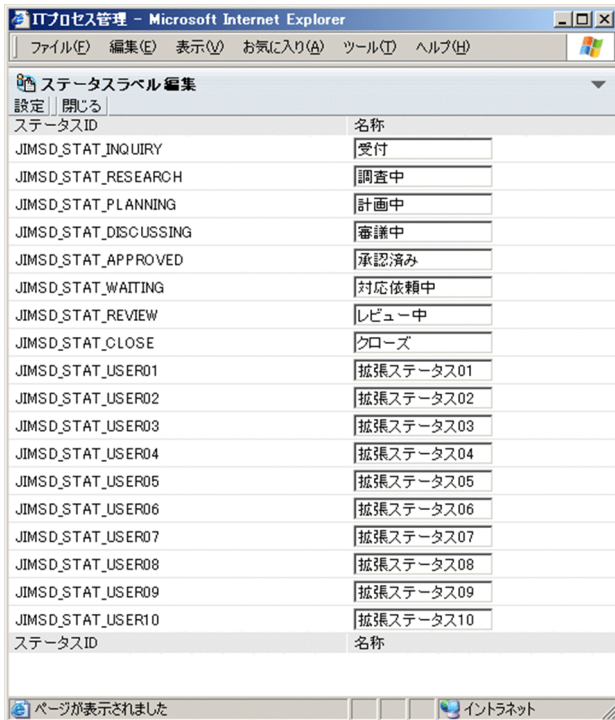 ITプロセス管理 - Microsoft Internet Explorer
ファイル(F) 編集(E) 表示(V) お気に入り(A) ツール(T) ヘルプ(H)
ステータスラベル編集
設定 閉じる
ステータスID 名称
JIMSD_STAT_INQUIRY 受付
JIMSD_STAT_RESEARCH 調査中
JIMSD_STAT_PLANNING 計画中
JIMSD_STAT_DISCUSSING 審議中
JIMSD_STAT_APPROVED 承認済み
JIMSD_STAT_WAITING 対応依頼中
JIMSD_STAT_REVIEW レビュー中
JIMSD_STAT_CLOSE クローズ
JIMSD_STAT_USER01 拡張ステータス01
JIMSD_STAT_USER02 拡張ステータス02
JIMSD_STAT_USER03 拡張ステータス03
JIMSD_STAT_USER04 拡張ステータス04
JIMSD_STAT_USER05 拡張ステータス05
JIMSD_STAT_USER06 拡張ステータス06
JIMSD_STAT_USER07 拡張ステータス07
JIMSD_STAT_USER08 拡張ステータス08
JIMSD_STAT_USER09 拡張ステータス09
JIMSD_STAT_USER10 拡張ステータス10
ステータスID 名称
ページが表示されました イントラネット